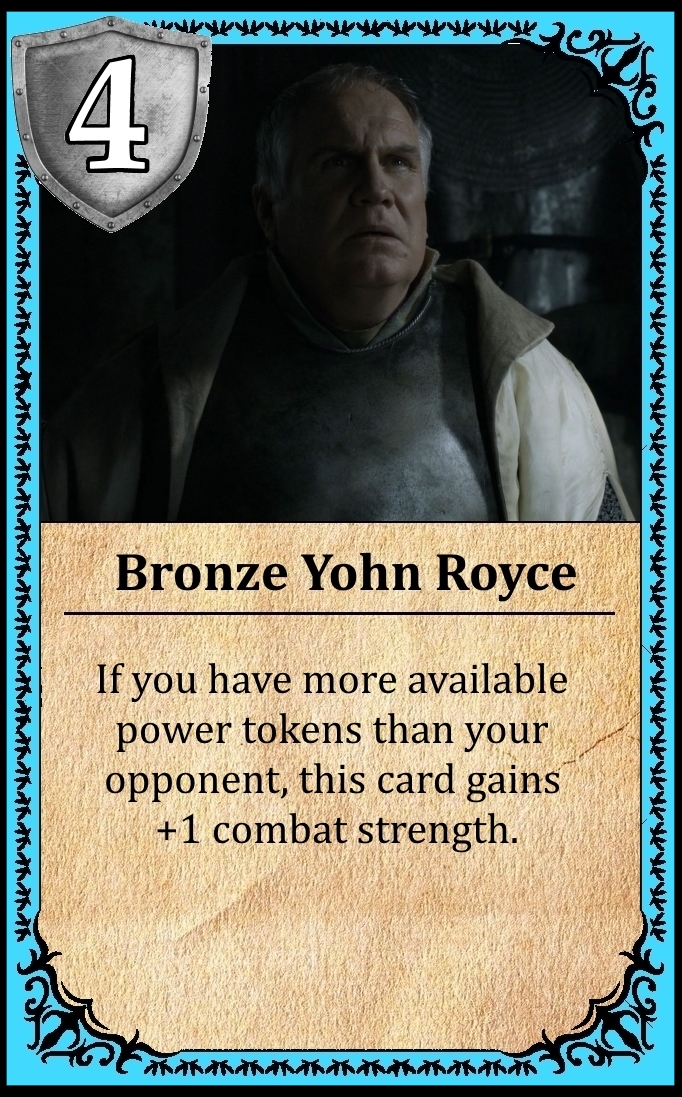 4
Bronze Yohn Royce
If you have more available
power tokens than your
opponent, this card gains
+1 combat strength.